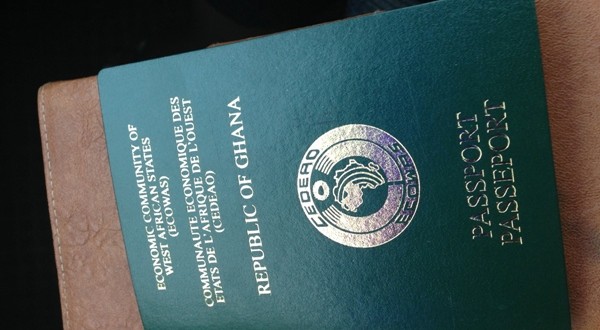 ECONOMIC COMMUNITY OF
WEST AFRICAN STATES
(ECOWAS)
COMMUNAUTE ECONOMIQUE DES
ETATS DE L'AFRIQUE DE L'OUEST
(CEDEAO)
REPUBLIC OF GHANA
CEDEAO
ECOWAS
PASSPORT
PASSEPORT